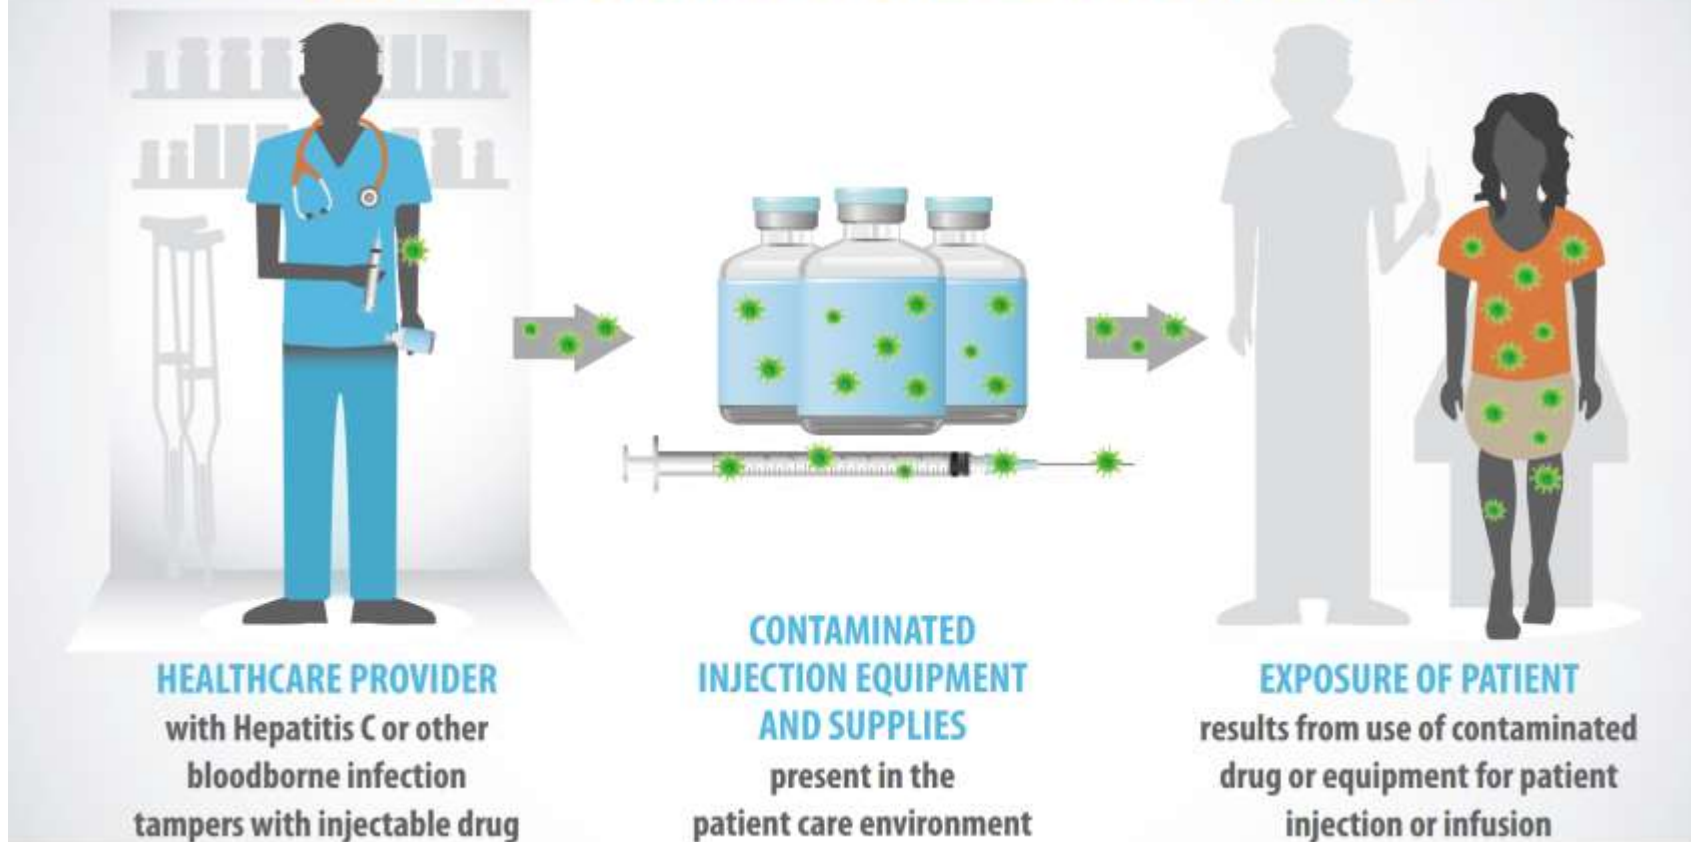 HEALTHCARE PROVIDER
with Hepatitis C or other
bloodborne infection
tampers with injectable drug
CONTAMINATED
INJECTION EQUIPMENT
AND SUPPLIES
present in the
patient care environment
EXPOSURE OF PATIENT
results from use of contaminated
drug or equipment for patient
injection or infusion